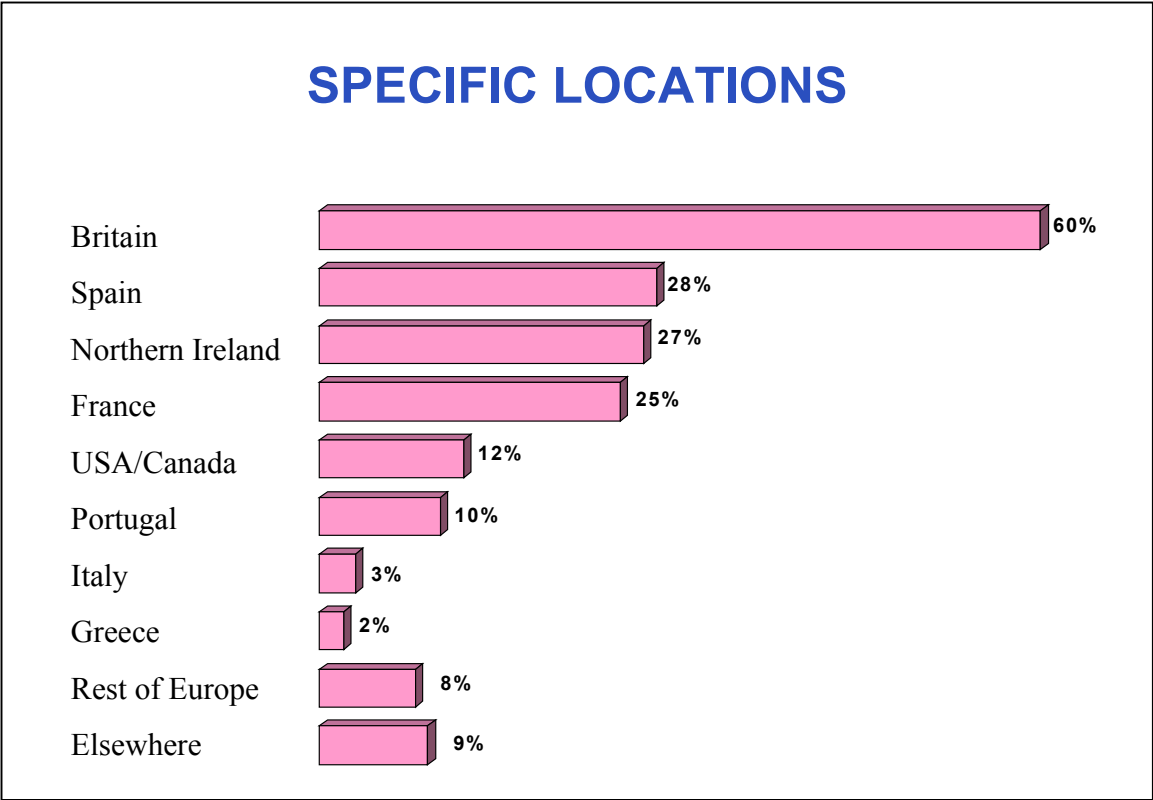 SPECIFIC LOCATIONS
Britain 60%
Spain 28%
Northern Ireland 27%
France 25%
USA/Canada 12%
Portugal 10%
Italy 3%
Greece 2%
Rest of Europe 8%
Elsewhere 9%